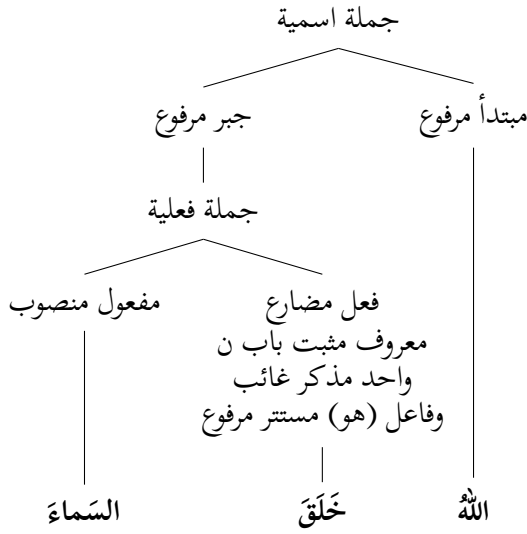 جملة اسمية
مبتدأ مرفوع
جبر مرفوع
جملة فعلية
فعل مضارع
معروف مثبت باب ن
واحد مذكر غائب
وفاعل (هو) مستتر مرفوع
مفعول منصوب
اللهُ
خَلَقَ
السَماءَ